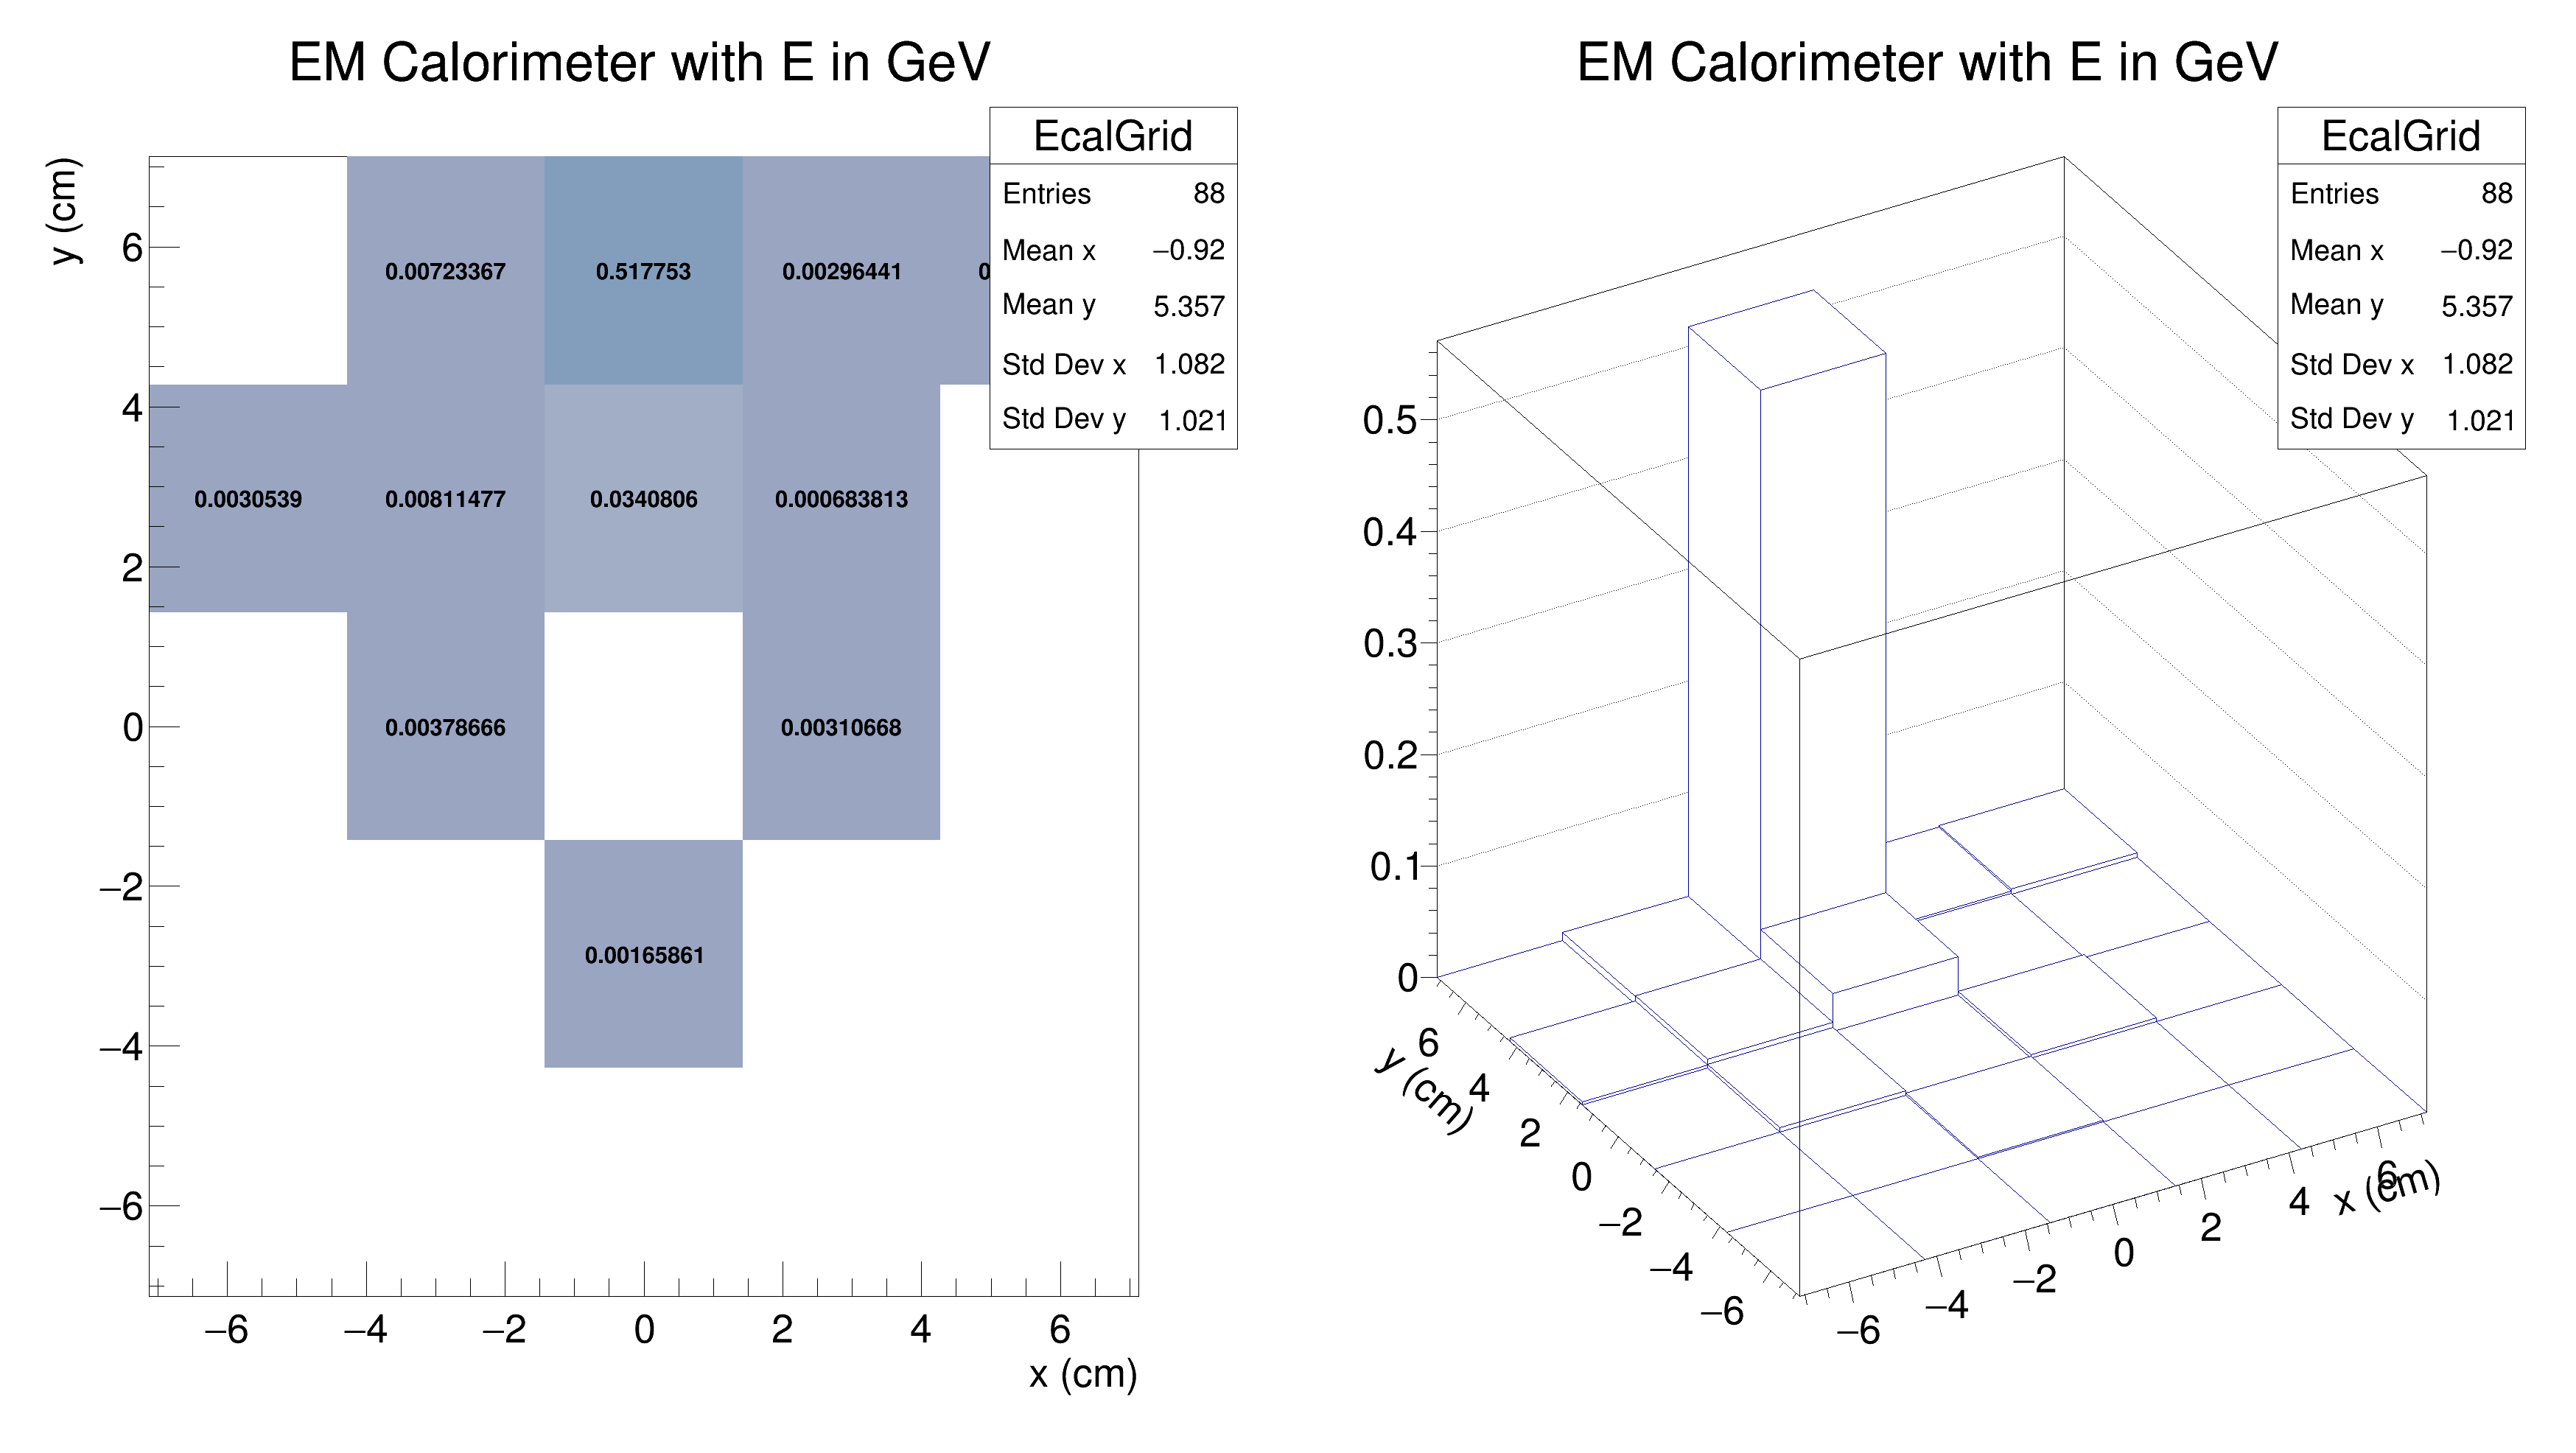 EM Calorimeter with E in GeV
EcalGrid
Entries 88
Mean x −0.92
Mean y 5.357
Std Dev x 1.082
Std Dev y 1.021
y (cm)
6
4
2
0
−2
−4
−6
0.00723367 0.517753 0.00296441 0
0.0030539 0.00811477 0.0340806 0.000683813
0.00378666 0.00310668
0.00165861
−6 −4 −2 0 2 4 6
x (cm)
EM Calorimeter with E in GeV
EcalGrid
Entries 88
Mean x −0.92
Mean y 5.357
Std Dev x 1.082
Std Dev y 1.021
0.5
0.4
0.3
0.2
0.1
0
6
4
2
0
−2
−4
−6
y (cm)
−6
−4
−2
0
2
4
6
x (cm)